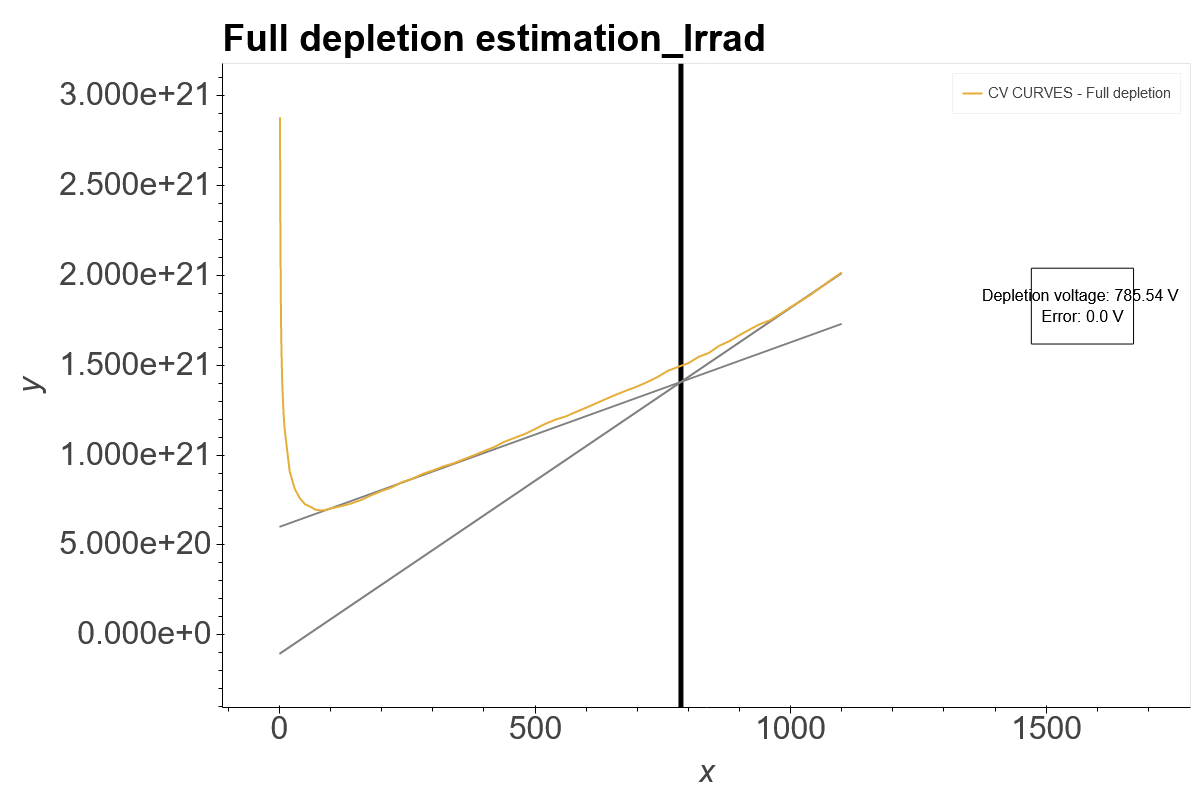 Full depletion estimation_Irrad
3.000e+21
2.500e+21
2.000e+21
1.500e+21
1.000e+21
5.000e+20
0.000e+0
y
CV CURVES - Full depletion
Depletion voltage: 785.54 V
Error: 0.0 V
0
500
1000
1500
x